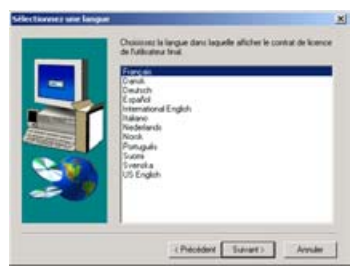 Sélectionnez une langue
Choisissez la langue dans laquelle afficher le contrat de licence
de l'utilisateur final.
Français
Dansk
Deutsch
Español
International English
Italiano
Nederlands
Norsk
Português
Suomi
Svenska
US English
< Précédent
Suivant >
Annuler